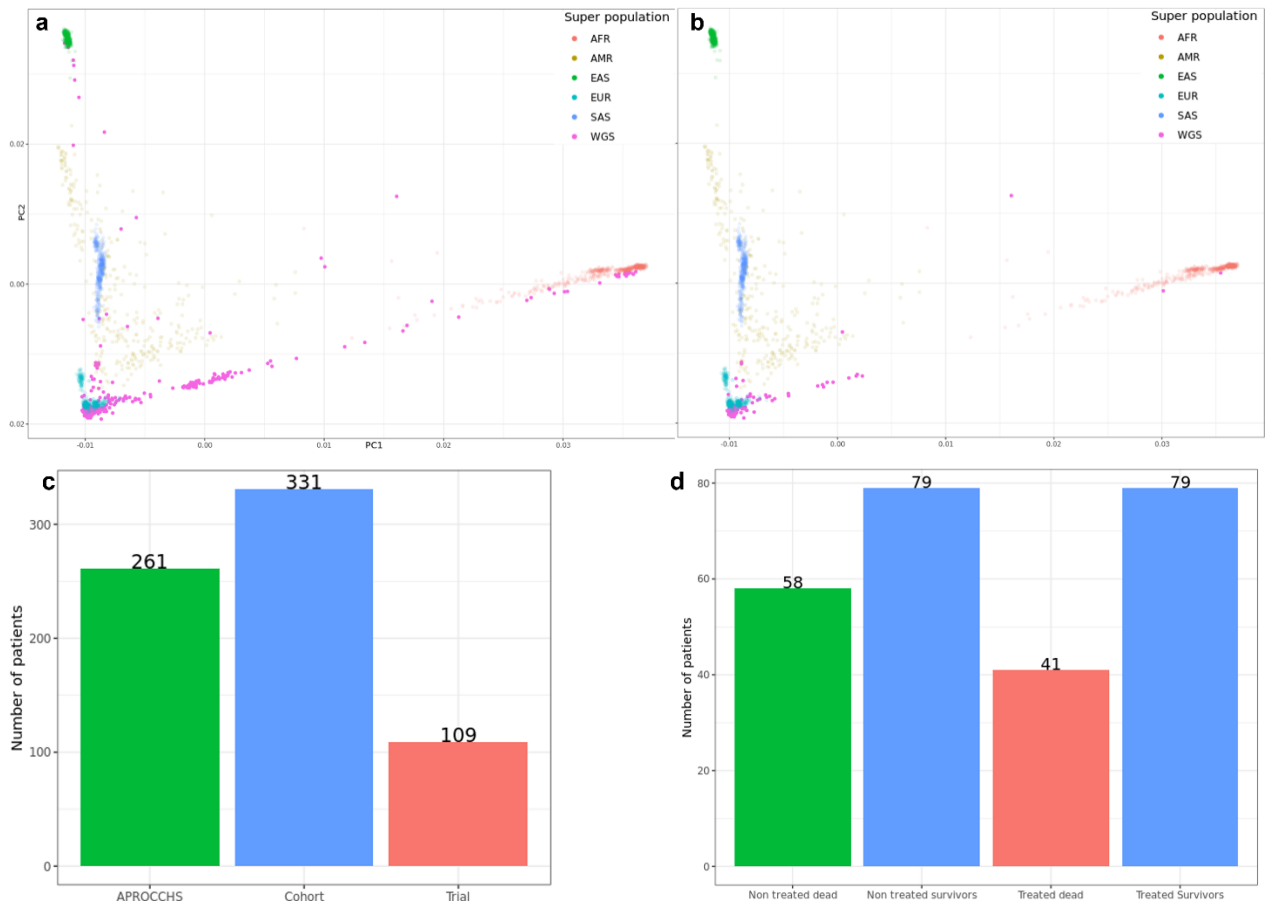 a
Super population
AFR
AMR
EAS
EUR
SAS
WGS
PC2
0.02
0.00
0.02
-0.01
0.00
0.01
0.02
0.03
PC1
b
Super population
AFR
AMR
EAS
EUR
SAS
WGS
-0.01
0.00
0.01
0.02
0.03
c
Number of patients
300
200
100
0
261
331
109
APROCCHS
Cohort
Trial
d
Number of patients
80
60
40
20
0
58
79
41
79
Non treated dead
Non treated survivors
Treated dead
Treated Survivors